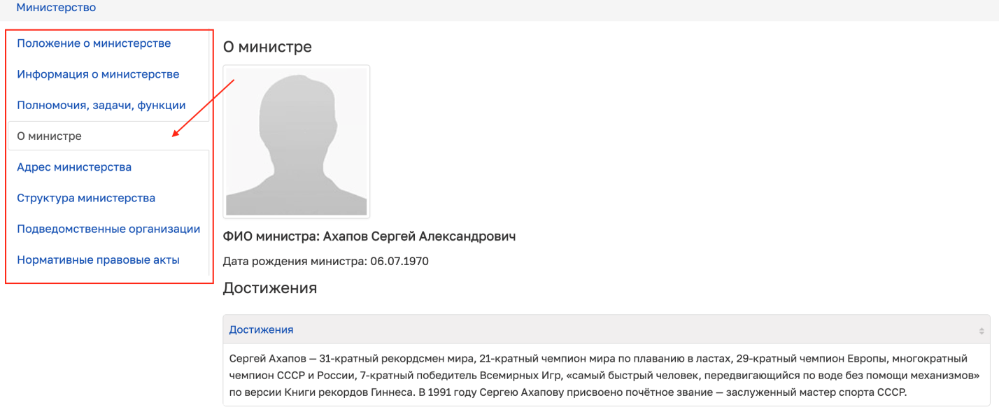 Министерство
Положение о министерстве
Информация о министерстве
Полномочия, задачи, функции
О министре
Адрес министерства
Структура министерства
Подведомственные организации
Нормативные правовые акты
О министре
ФИО министра: Ахапов Сергей Александрович
Дата рождения министра: 06.07.1970
Достижения
Достижения
Сергей Ахапов — 31-кратный рекордсмен мира, 21-кратный чемпион мира по плаванию в ластах, 29-кратный чемпион Европы, многократный
чемпион СССР и России, 7-кратный победитель Всемирных Игр, «самый быстрый человек, передвигающийся по воде без помощи механизмов»
по версии Книги рекордов Гиннеса. В 1991 году Сергею Ахапову присвоено почётное звание — заслуженный мастер спорта СССР.